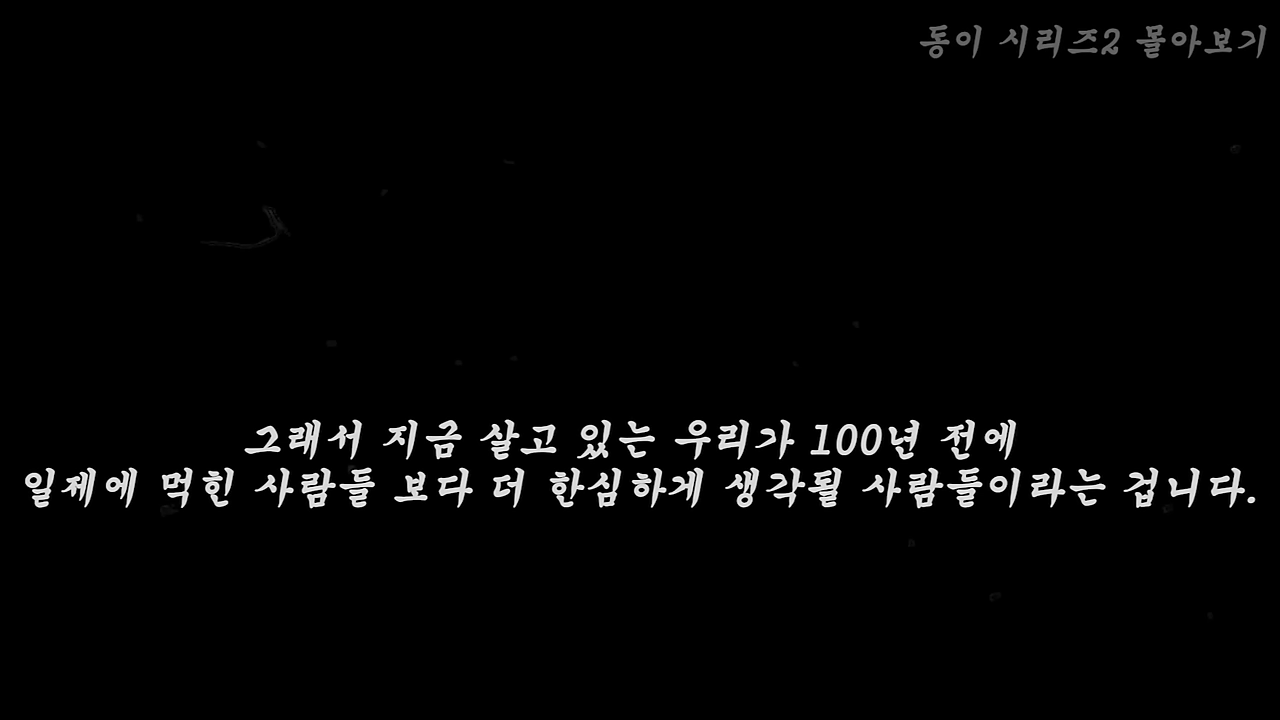 동이 시리즈2 몰아보기
그래서 지금 살고 있는 우리가 100년 전에
일제에 먹힌 사람들 보다 더 한심하게 생각될 사람들이라는 겁니다.